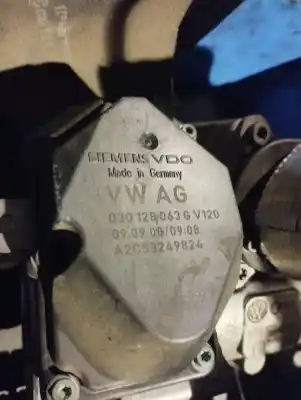 SIEMENS VDO
Made in Germany
VW AG
03G 128 063 G V120
09.09.08/09:08
A2C53249824